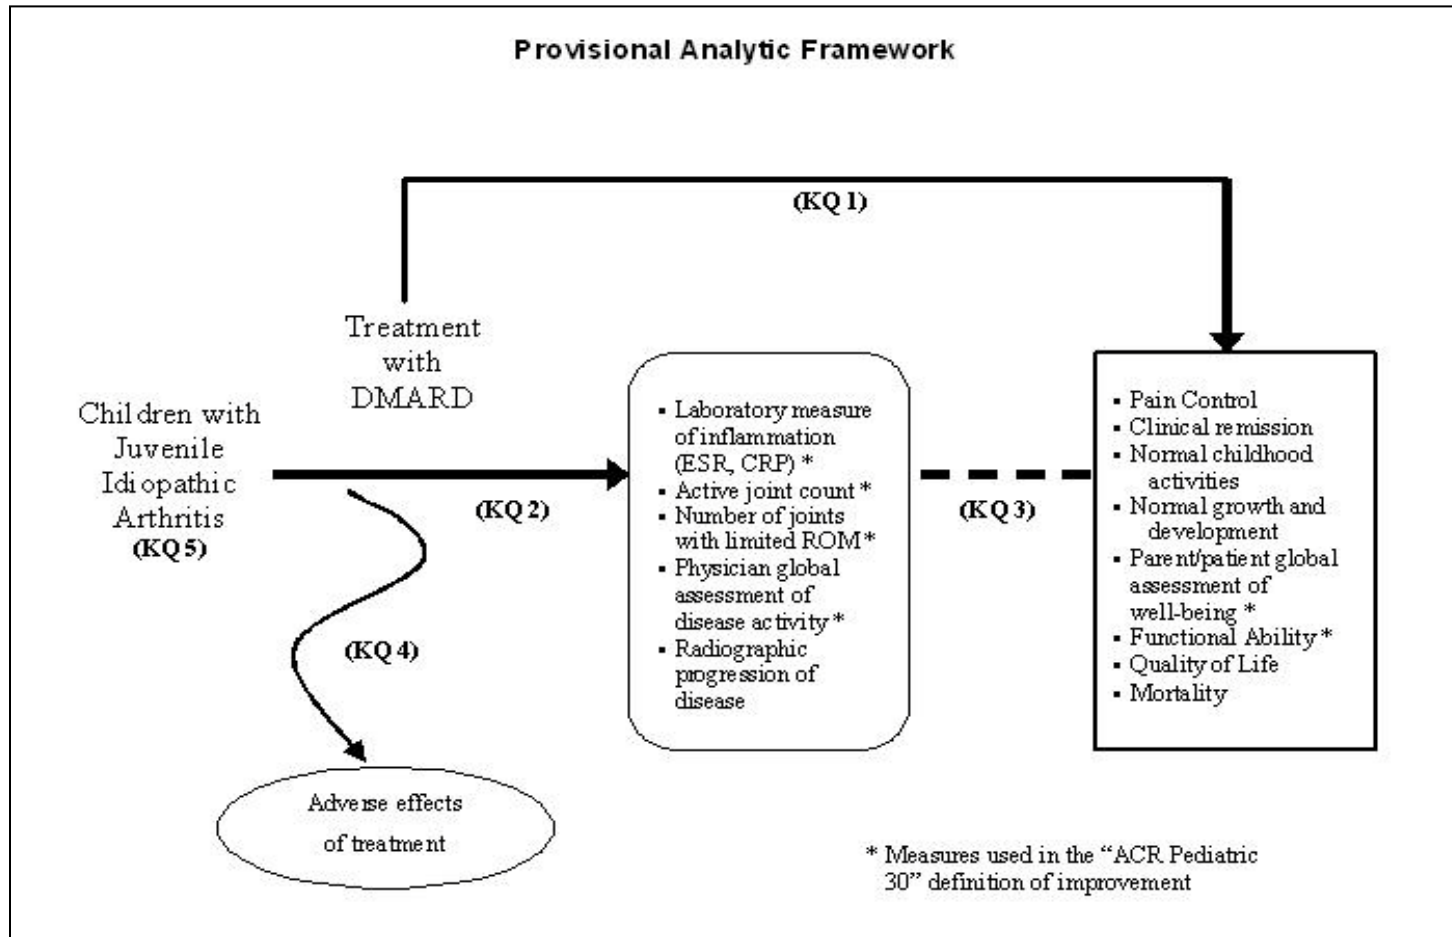 Provisional Analytic Framework
(KQ 1)
Treatment
with
DMARD
Children with
Juvenile
Idiopathic
Arthritis
(KQ 5)
(KQ 2)
▪ Laboratory measure
of inflammation
(ESR, CRP) *
▪ Active joint count *
▪ Number of joints
with limited ROM *
▪ Physician global
assessment of
disease activity *
▪ Radiographic
progression of
disease
(KQ 3)
▪ Pain Control
▪ Clinical remission
▪ Normal childhood
activities
▪ Normal growth and
development
▪ Parent/patient global
assessment of
well-being *
▪ Functional Ability *
▪ Quality of Life
▪ Mortality
(KQ 4)
Adverse effects
of treatment
* Measures used in the “ACR Pediatric
30” definition of improvement